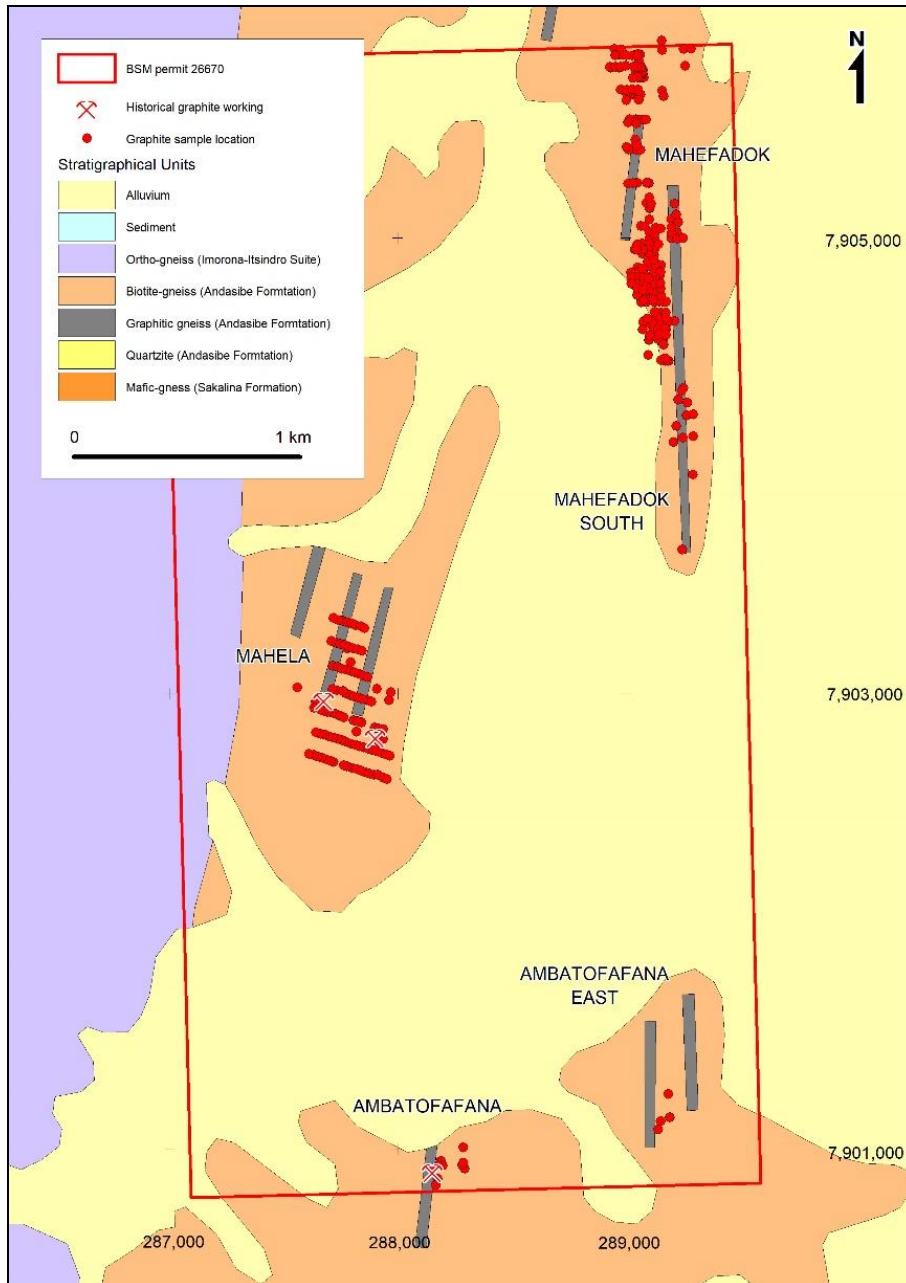 BSM permit 26670
Historical graphite working
Graphite sample location
Stratigraphical Units
Alluvium
Sediment
Ortho-gneiss (Imorona-Itsindro Suite)
Biotite-gneiss (Andasibe Formtation)
Graphitic gneiss (Andasibe Formtation)
Quartzite (Andasibe Formtation)
Mafic-gness (Sakalina Formation)
0 1 km
N
MAHEFADOK
7,905,000
MAHEFADOK
SOUTH
MAHELA
7,903,000
AMBATOFAFANA
EAST
AMBATOFAFANA
7,901,000
287,000 288,000 289,000